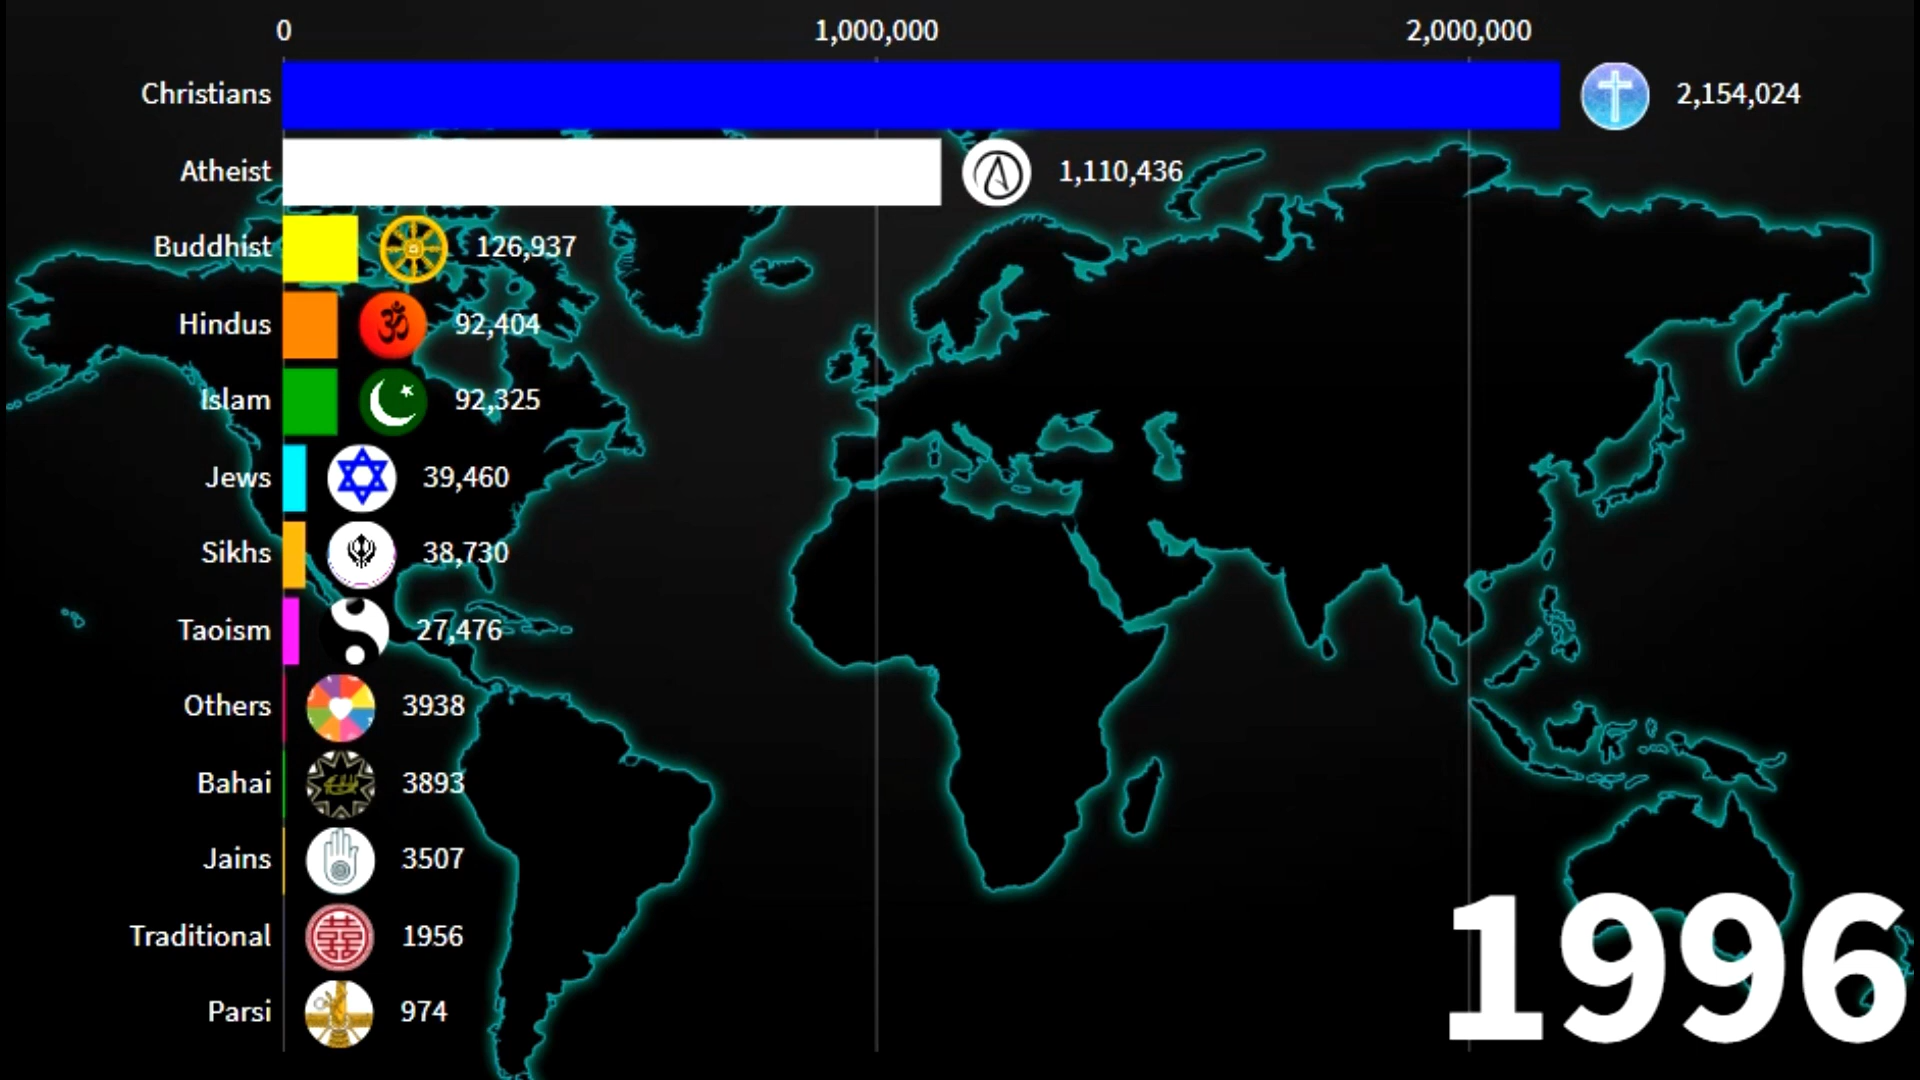 0 1,000,000 2,000,000
Christians 2,154,024
Atheist 1,110,436
Buddhist 126,937
Hindus ॐ 92,404
Islam 92,325
Jews 39,460
Sikhs 38,730
Taoism 27,476
Others 3938
Bahai 3893
Jains 3507
Traditional 1956
Parsi 974
1996